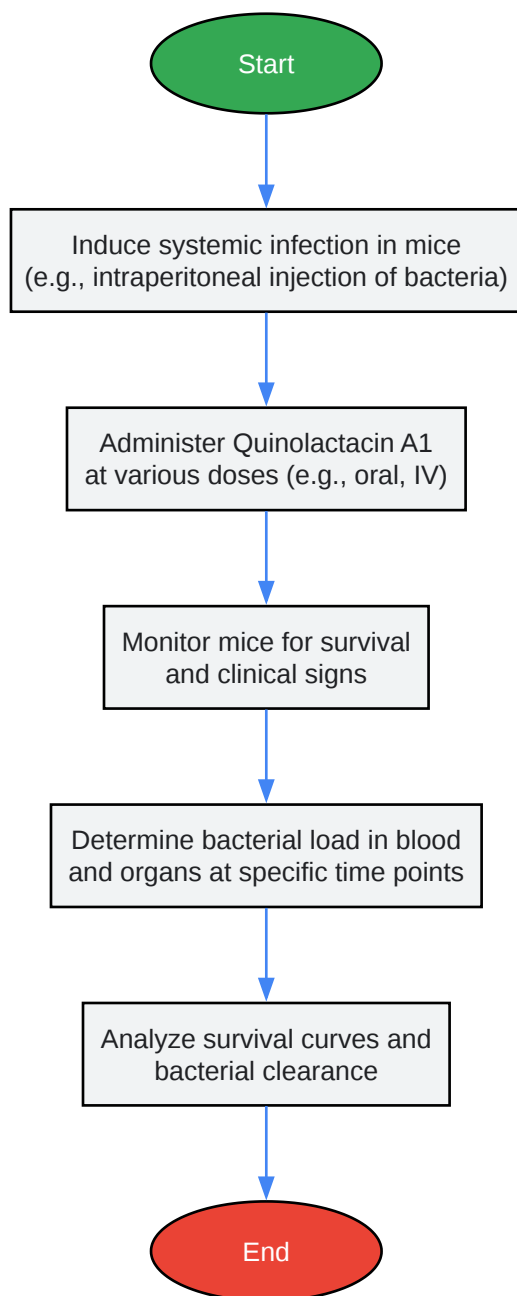 Start
Induce systemic infection in mice
(e.g., intraperitoneal injection of bacteria)
Administer Quinolactacin A1
at various doses (e.g., oral, IV)
Monitor mice for survival
and clinical signs
Determine bacterial load in blood
and organs at specific time points
Analyze survival curves and
bacterial clearance
End